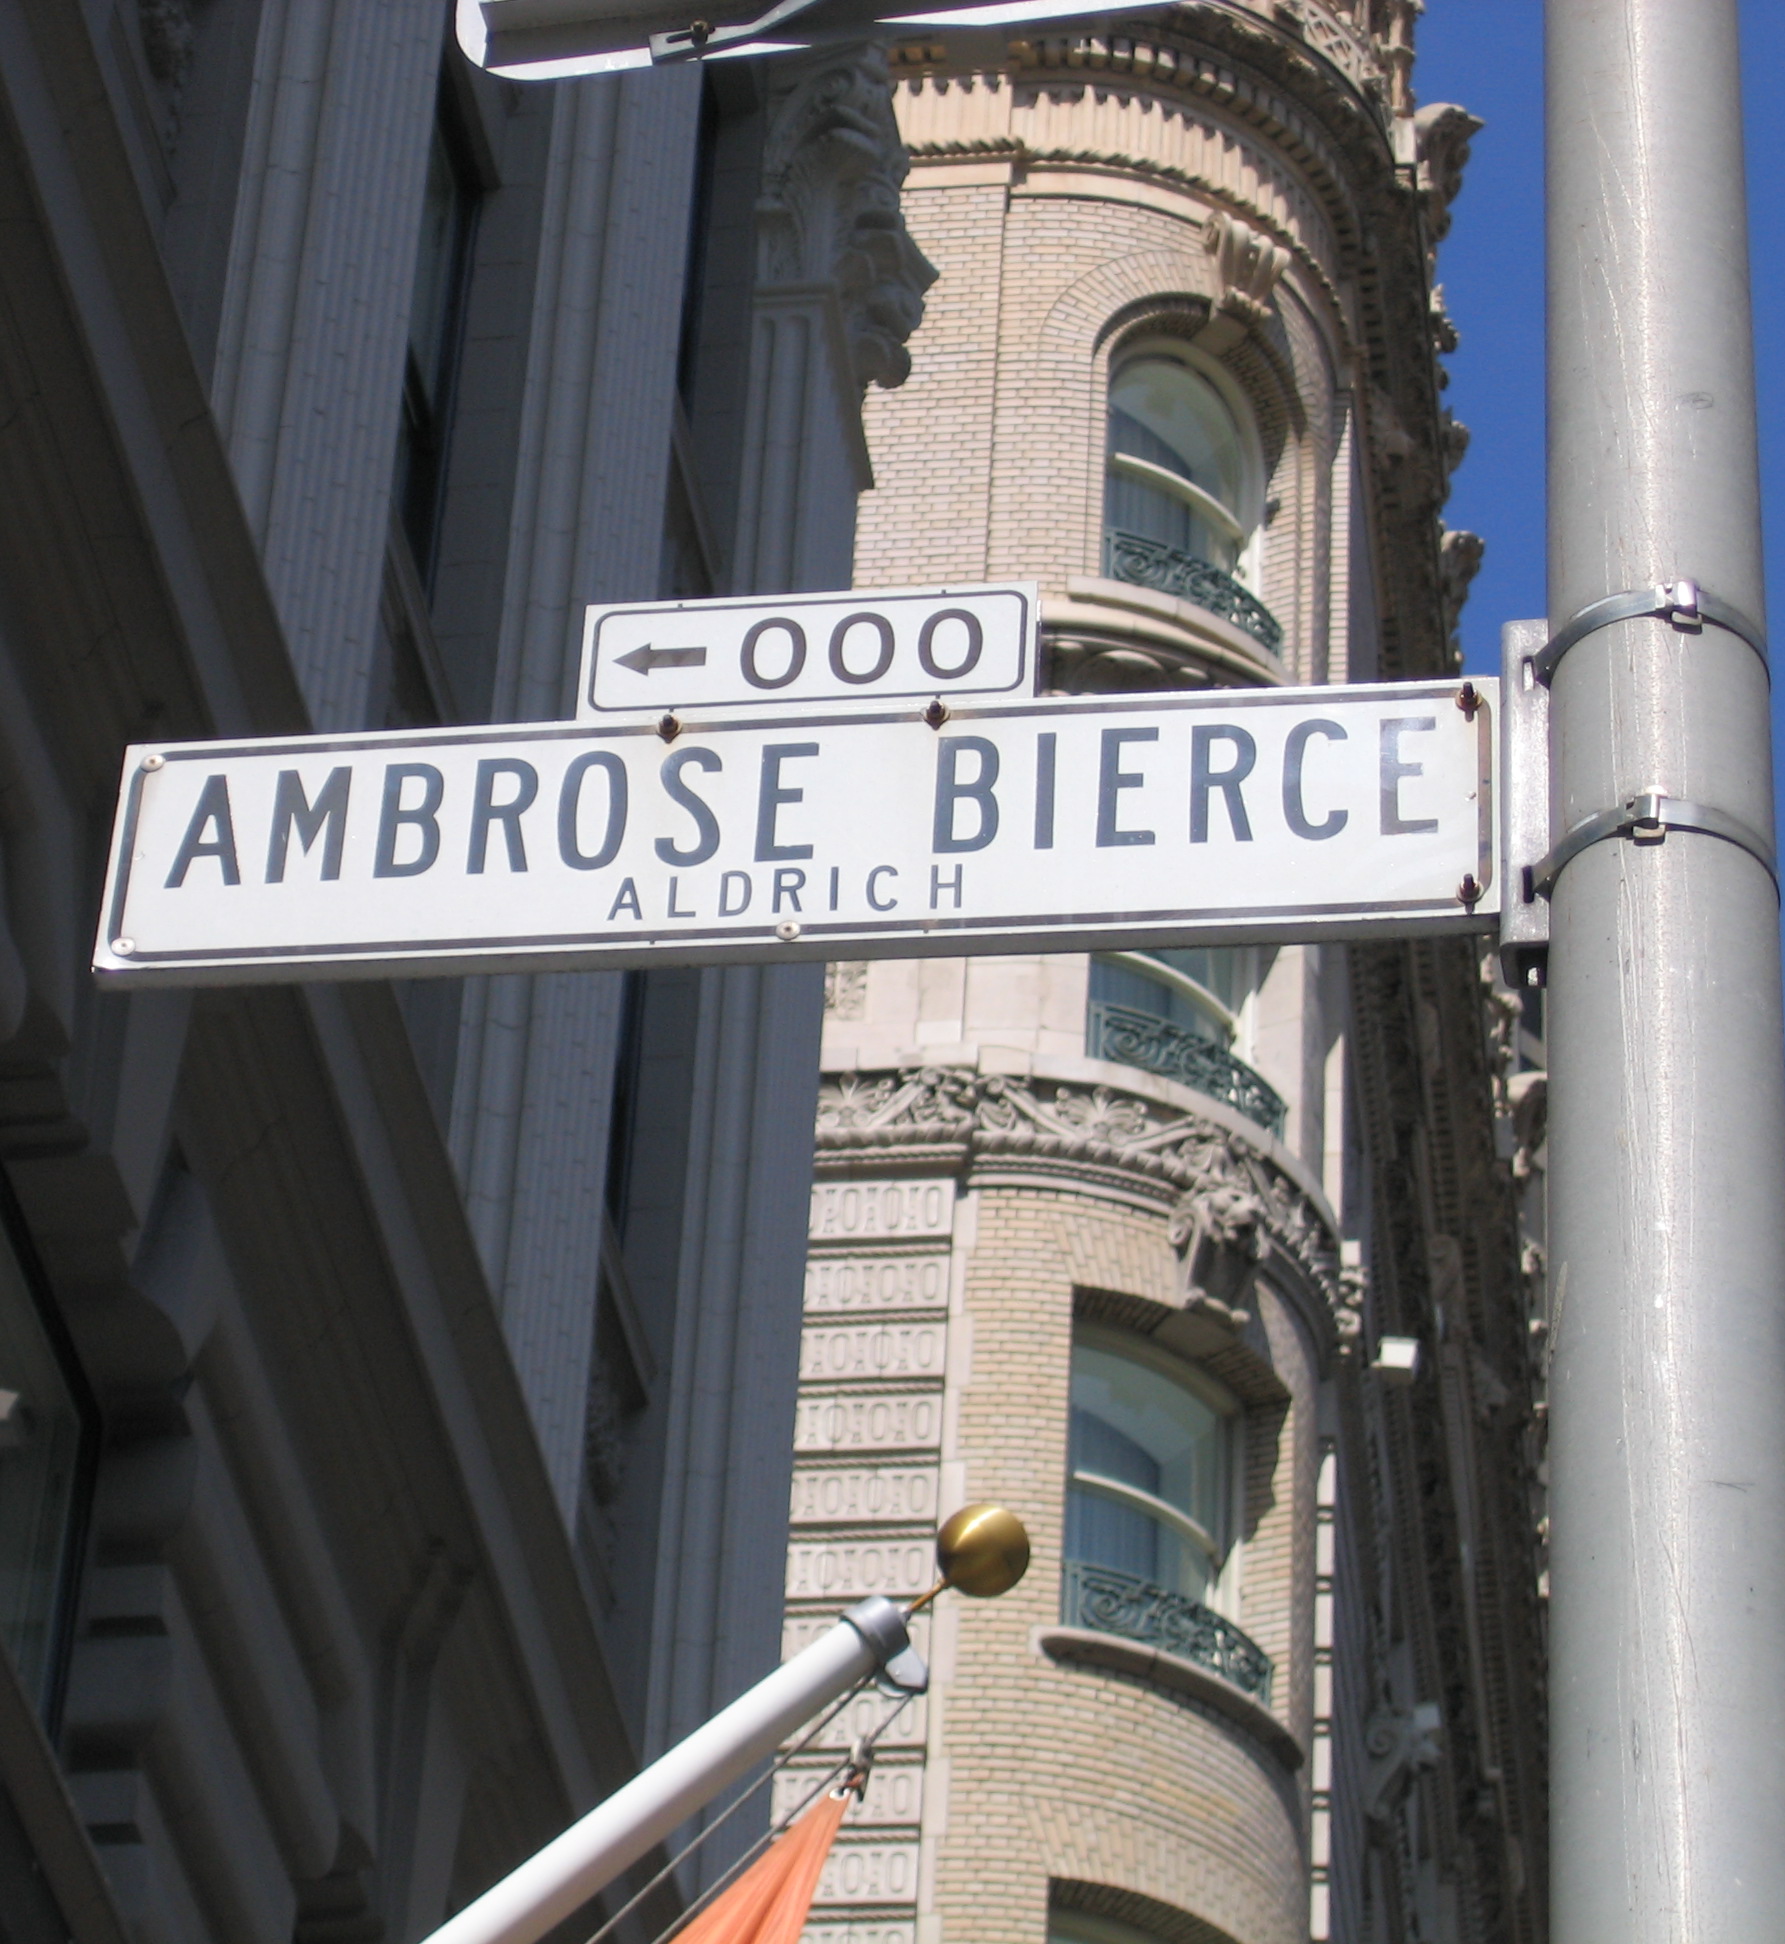 ← 000
AMBROSE BIERCE
ALDRICH